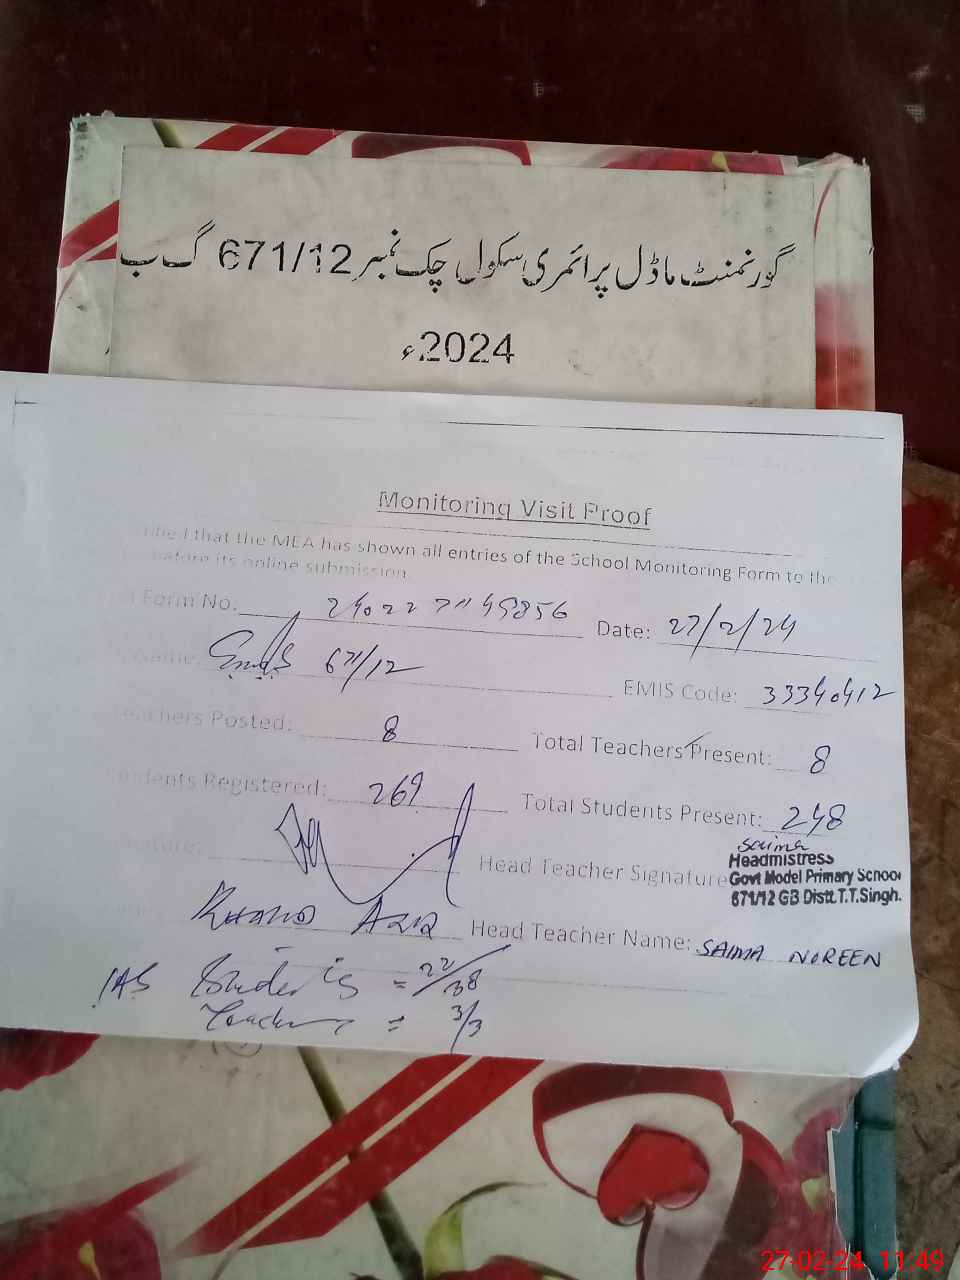 گورنمنٹ ماڈل پرائمری سکول چک نمبر 671/12 گ ب
2024ء
Monitoring Visit Proof
that the MEA has shown all entries of the School Monitoring Form to the
before its online submission
Form No: Date: 27/2/24
Name: 671/12 EMIS Code: 33340412
Teachers Posted: 8 Total Teachers Present: 8
Students Registered: 269 Total Students Present: 248
Saima
Head Teacher Signature
Headmistress
Govt Model Primary School
671/12 GB Distt.T.T.Singh.
Head Teacher Name: SAIMA NOREEN
Students = 22/38
Teachers = 3/3
27-02-24 11:49